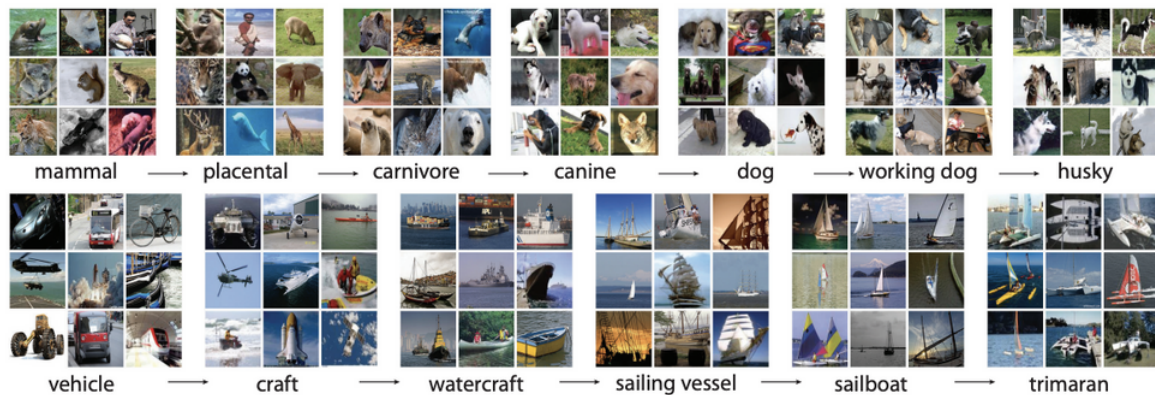 mammal → placental → carnivore → canine → dog → working dog → husky
vehicle → craft → watercraft → sailing vessel → sailboat → trimaran